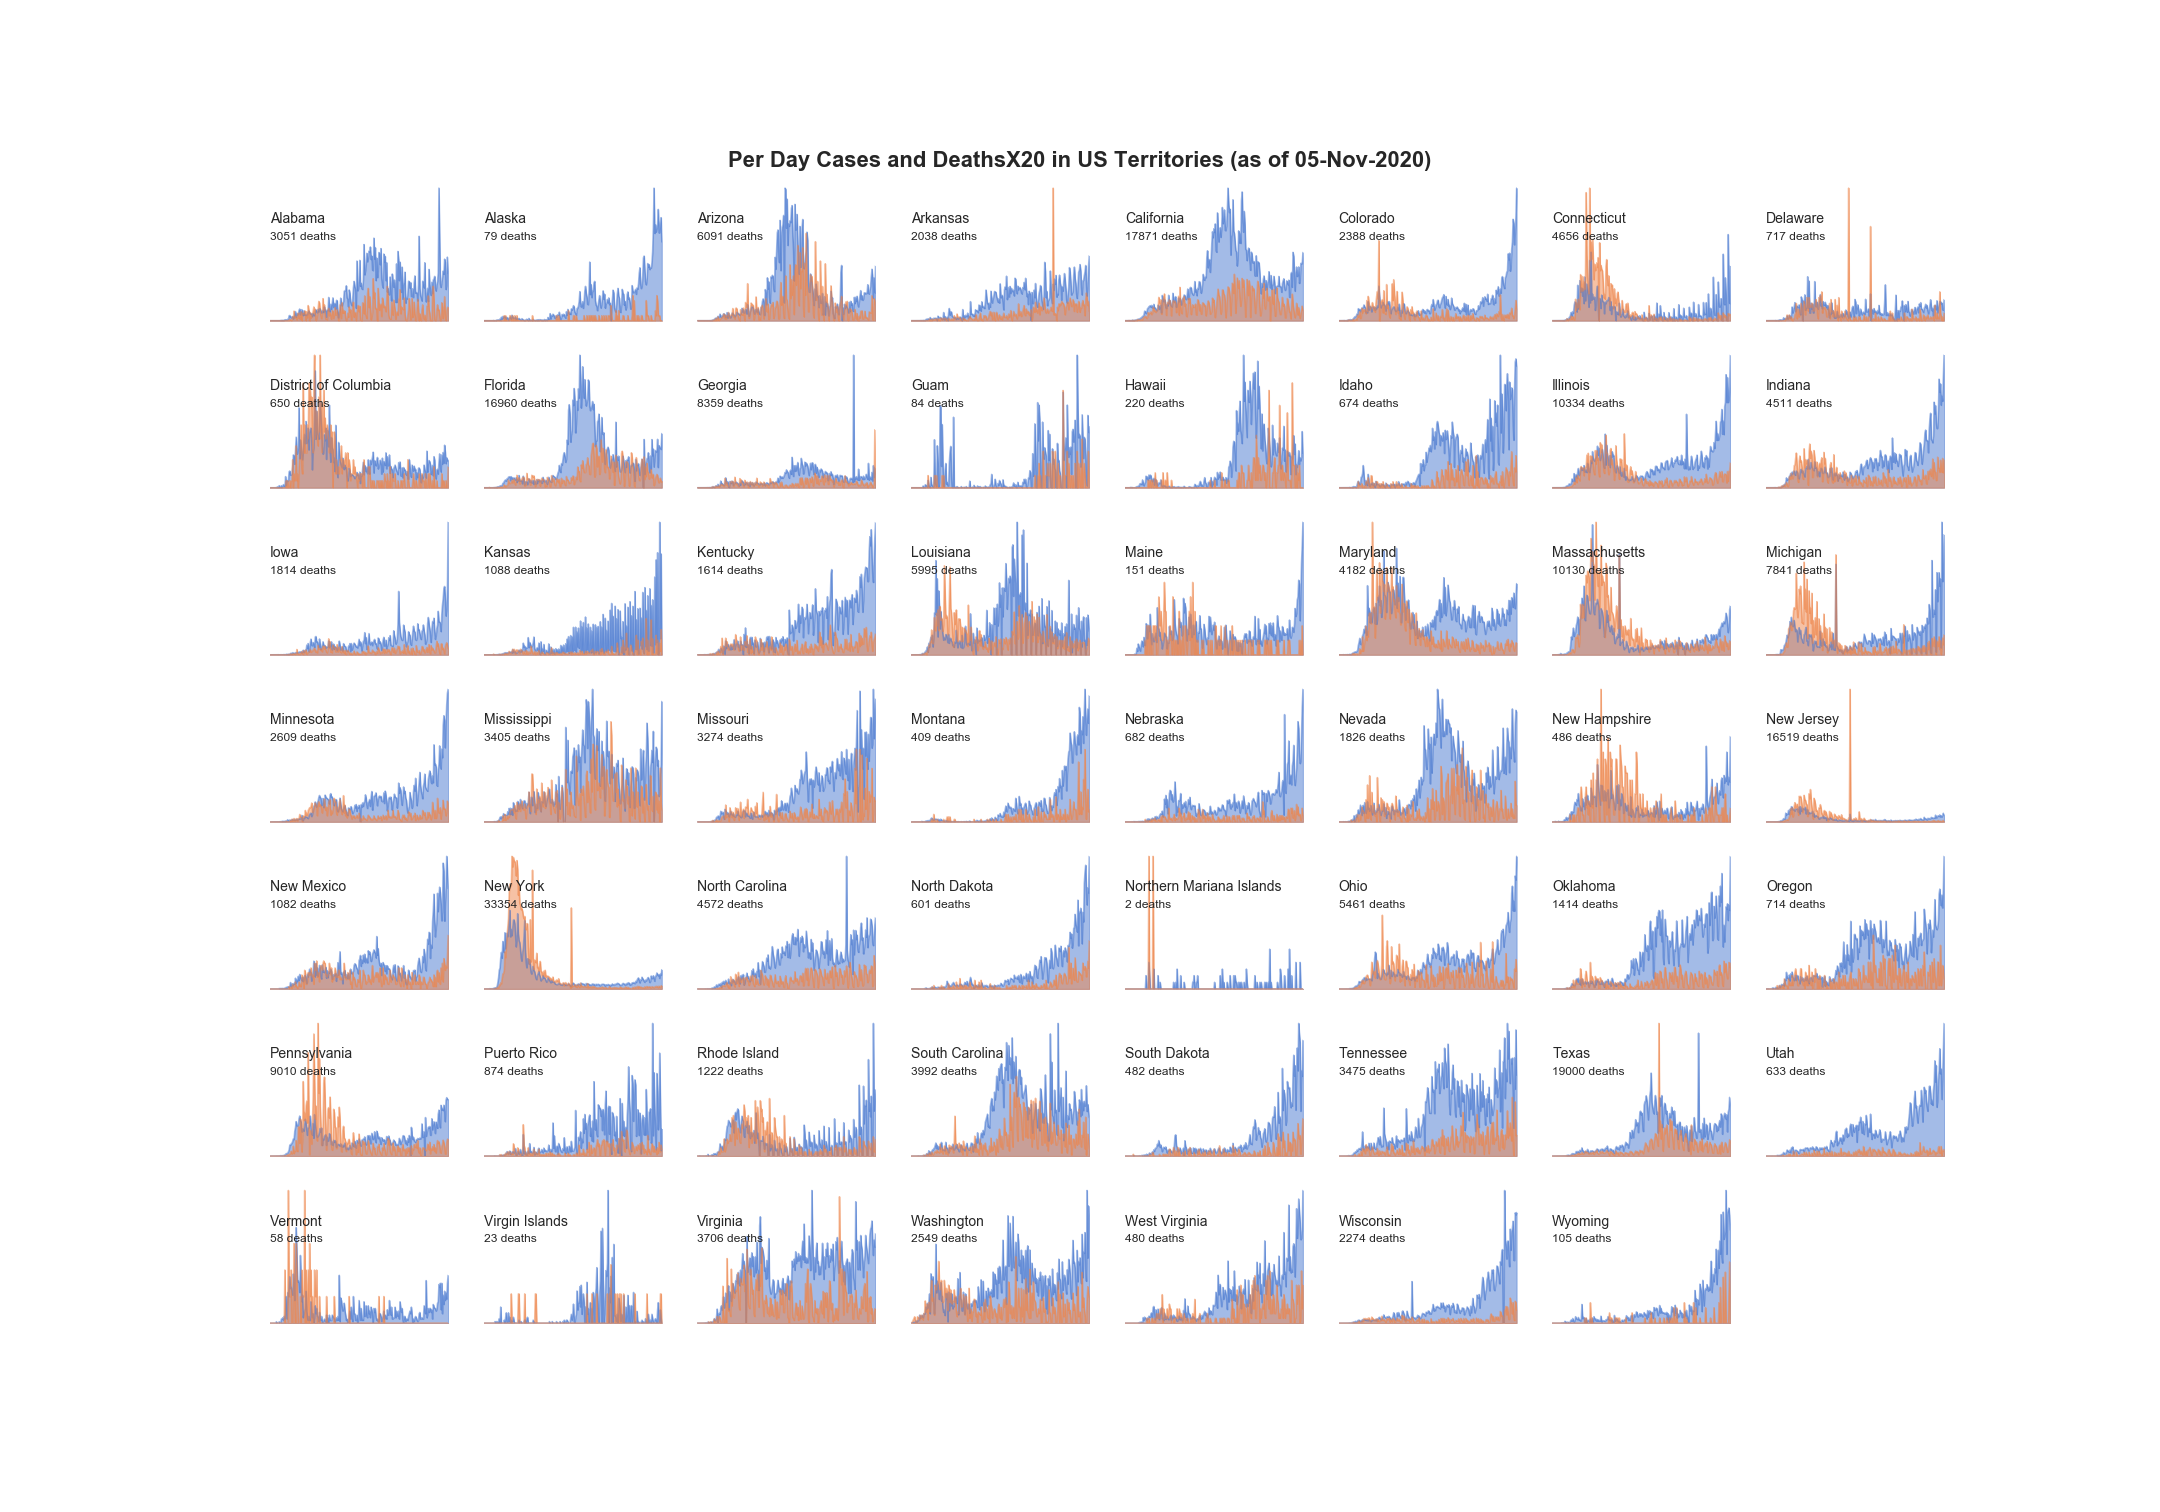 Per Day Cases and DeathsX20 in US Territories (as of 05-Nov-2020)
Alabama
3051 deaths
Alaska
79 deaths
Arizona
6091 deaths
Arkansas
2038 deaths
California
17871 deaths
Colorado
2388 deaths
Connecticut
4656 deaths
Delaware
717 deaths
District of Columbia
650 deaths
Florida
16960 deaths
Georgia
8359 deaths
Guam
84 deaths
Hawaii
220 deaths
Idaho
674 deaths
Illinois
10334 deaths
Indiana
4511 deaths
Iowa
1814 deaths
Kansas
1088 deaths
Kentucky
1614 deaths
Louisiana
5995 deaths
Maine
151 deaths
Maryland
4182 deaths
Massachusetts
10130 deaths
Michigan
7841 deaths
Minnesota
2609 deaths
Mississippi
3405 deaths
Missouri
3274 deaths
Montana
409 deaths
Nebraska
682 deaths
Nevada
1826 deaths
New Hampshire
486 deaths
New Jersey
16519 deaths
New Mexico
1082 deaths
New York
33354 deaths
North Carolina
4572 deaths
North Dakota
601 deaths
Northern Mariana Islands
2 deaths
Ohio
5461 deaths
Oklahoma
1414 deaths
Oregon
714 deaths
Pennsylvania
9010 deaths
Puerto Rico
874 deaths
Rhode Island
1222 deaths
South Carolina
3992 deaths
South Dakota
482 deaths
Tennessee
3475 deaths
Texas
19000 deaths
Utah
633 deaths
Vermont
58 deaths
Virgin Islands
23 deaths
Virginia
3706 deaths
Washington
2549 deaths
West Virginia
480 deaths
Wisconsin
2274 deaths
Wyoming
105 deaths